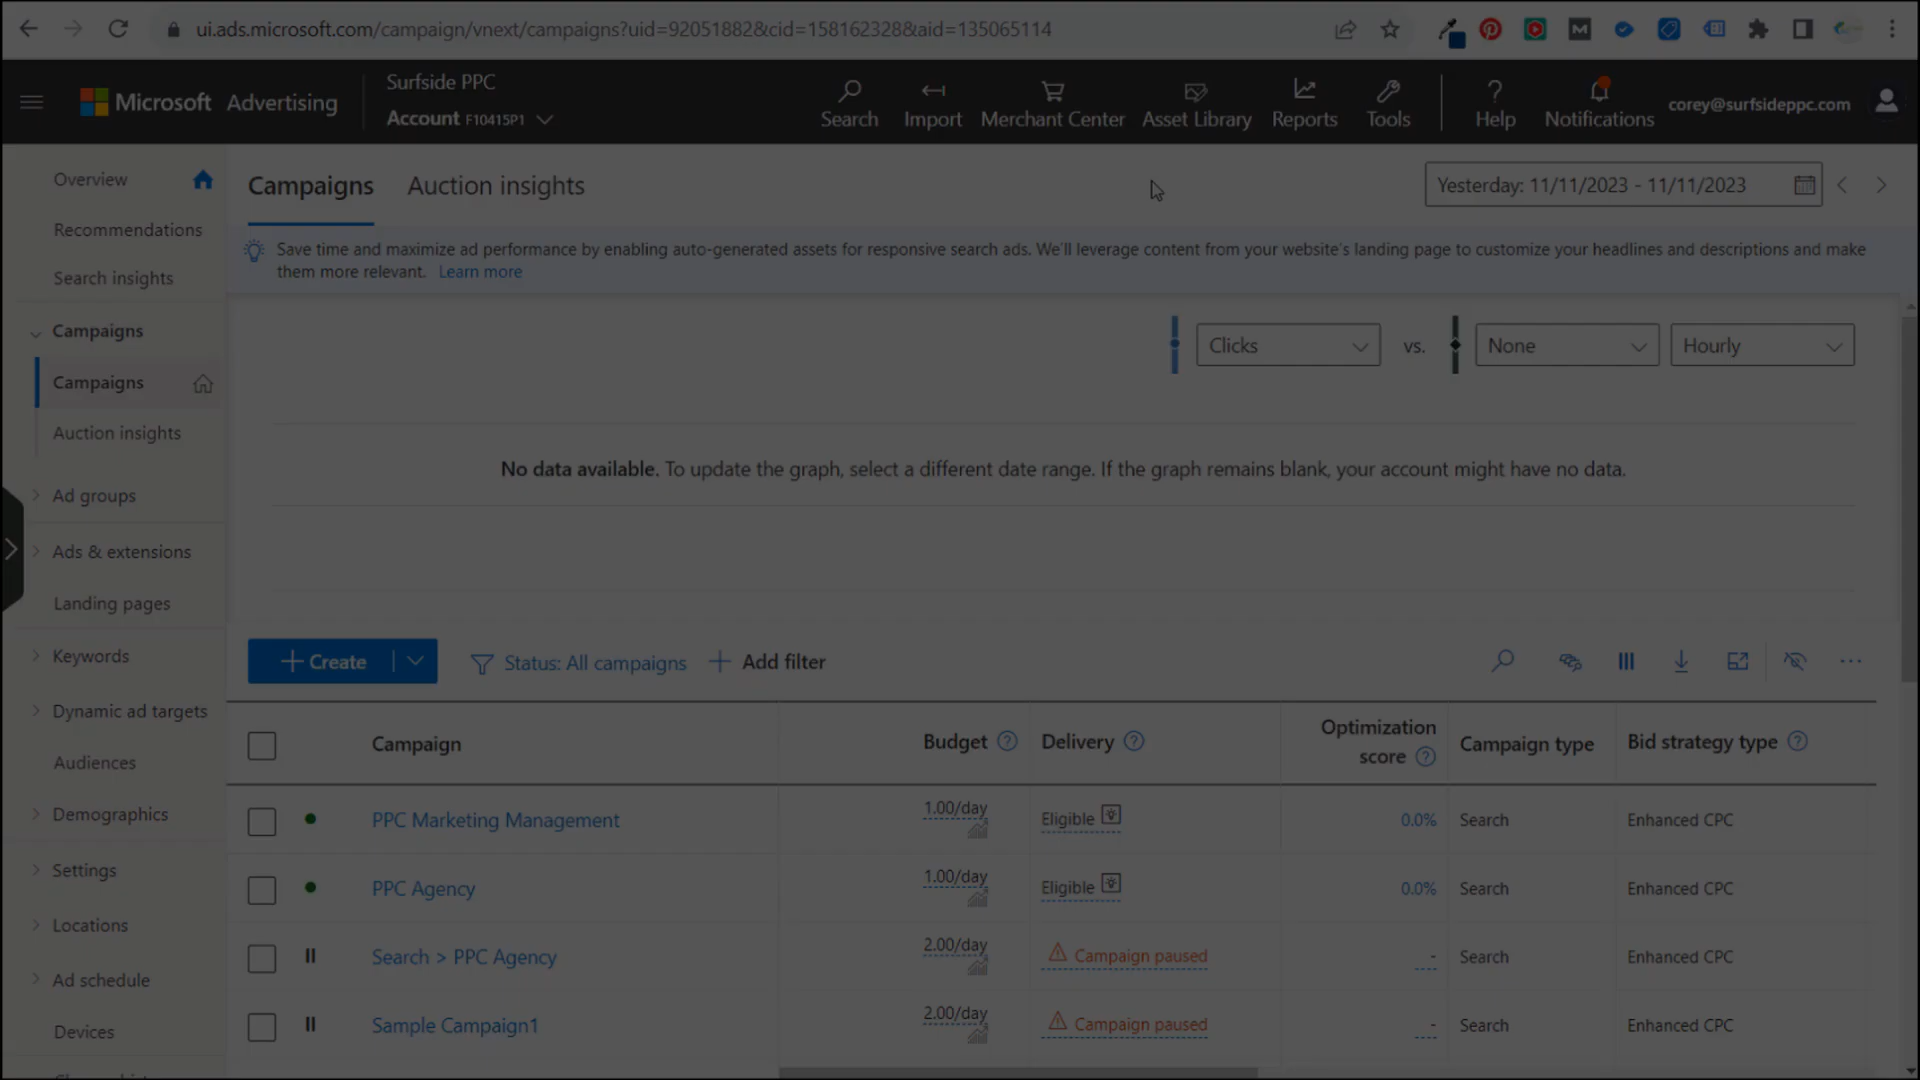 ui.ads.microsoft.com/campaign/vnext/campaigns?uid=92051882&cid=158162328&aid=135065114
Microsoft Advertising
Surfside PPC
Account F10415P1
Search
Import
Merchant Center
Asset Library
Reports
Tools
Help
Notifications
corey@surfsideppc.com
Overview
Recommendations
Search insights
Campaigns
Campaigns
Auction insights
Ad groups
Ads & extensions
Landing pages
Keywords
Dynamic ad targets
Audiences
Demographics
Settings
Locations
Ad schedule
Devices
Campaigns
Auction insights
Yesterday: 11/11/2023 - 11/11/2023
Save time and maximize ad performance by enabling auto-generated assets for responsive search ads. We'll leverage content from your website's landing page to customize your headlines and descriptions and make
them more relevant. Learn more
Clicks vs. None Hourly
No data available. To update the graph, select a different date range. If the graph remains blank, your account might have no data.
Create
Status: All campaigns
Add filter
Campaign Budget Delivery Optimization score Campaign type Bid strategy type
PPC Marketing Management 1.00/day Eligible 0.0% Search Enhanced CPC
PPC Agency 1.00/day Eligible 0.0% Search Enhanced CPC
Search > PPC Agency 2.00/day Campaign paused - Search Enhanced CPC
Sample Campaign1 2.00/day Campaign paused - Search Enhanced CPC